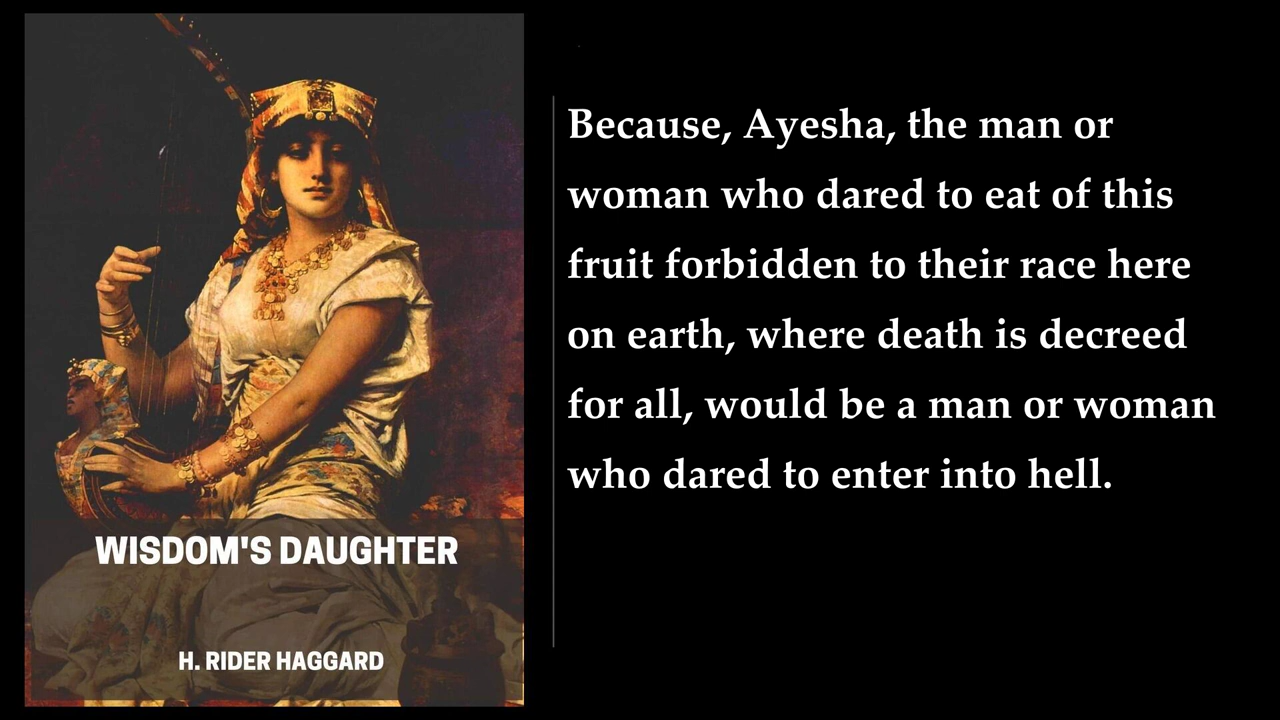 WISDOM'S DAUGHTER
H. RIDER HAGGARD
Because, Ayesha, the man or
woman who dared to eat of this
fruit forbidden to their race here
on earth, where death is decreed
for all, would be a man or woman
who dared to enter into hell.